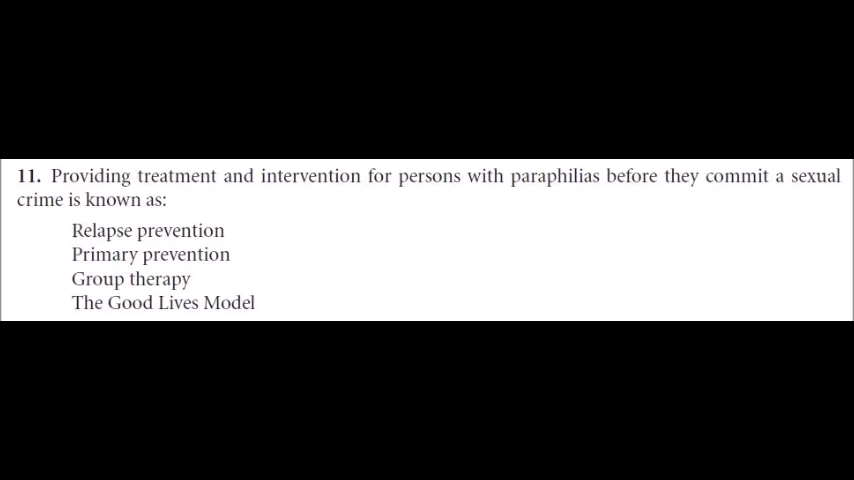 11. Providing treatment and intervention for persons with paraphilias before they commit a sexual
crime is known as:
Relapse prevention
Primary prevention
Group therapy
The Good Lives Model